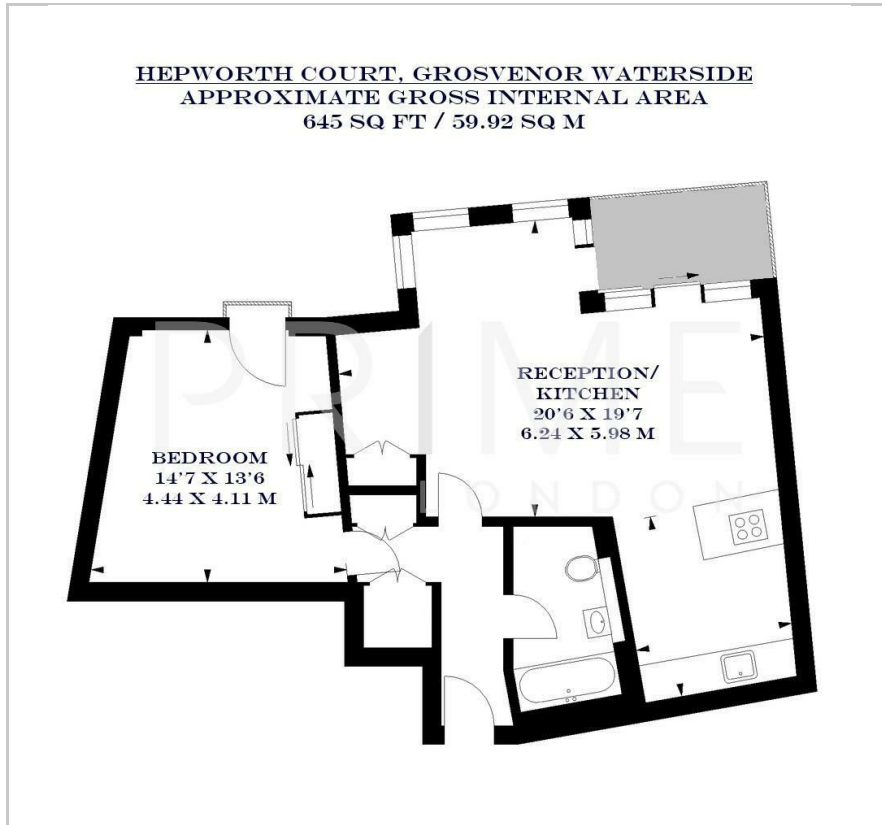 HEPWORTH COURT, GROSVENOR WATERSIDE
APPROXIMATE GROSS INTERNAL AREA
645 SQ FT / 59.92 SQ M
PRIME
LONDON
RECEPTION/
KITCHEN
20'6 X 19'7
6.24 X 5.98 M
BEDROOM
14'7 X 13'6
4.44 X 4.11 M